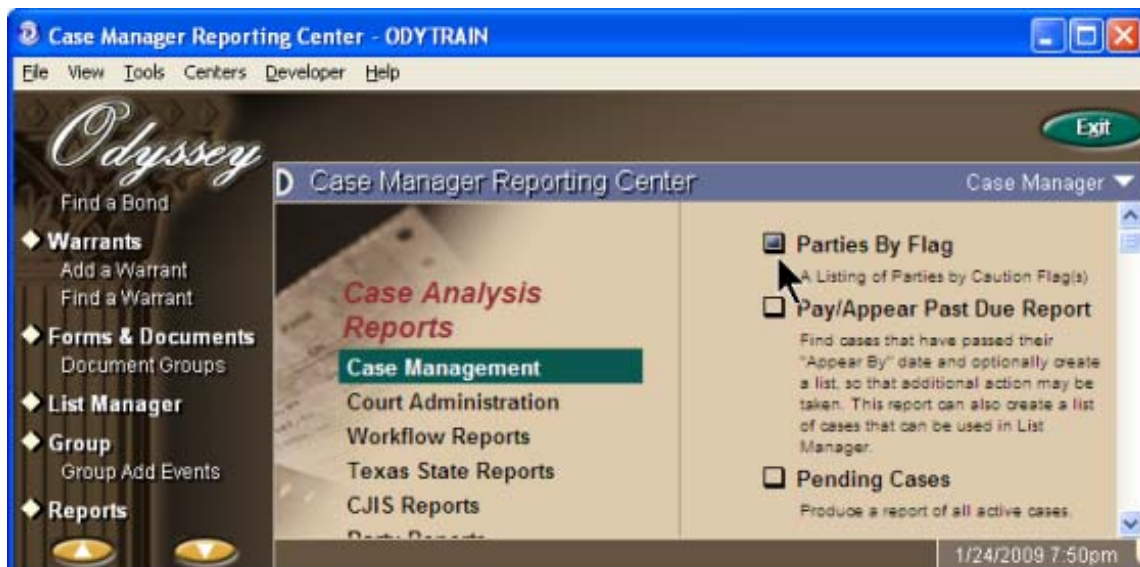 Case Manager Reporting Center - ODYTRAIN
File View Tools Centers Developer Help
Odyssey
Exit
Case Manager Reporting Center
Case Manager
Find a Bond
Warrants
Add a Warrant
Find a Warrant
Forms & Documents
Document Groups
List Manager
Group
Group Add Events
Reports
Case Analysis
Reports
Case Management
Court Administration
Workflow Reports
Texas State Reports
CJIS Reports
Party Reports
Parties By Flag
A Listing of Parties by Caution Flag(s)
Pay/Appear Past Due Report
Find cases that have passed their
"Appear By" date and optionally create
a list, so that additional action may be
taken. This report can also create a list
of cases that can be used in List
Manager.
Pending Cases
Produce a report of all active cases.
1/24/2009 7:50pm